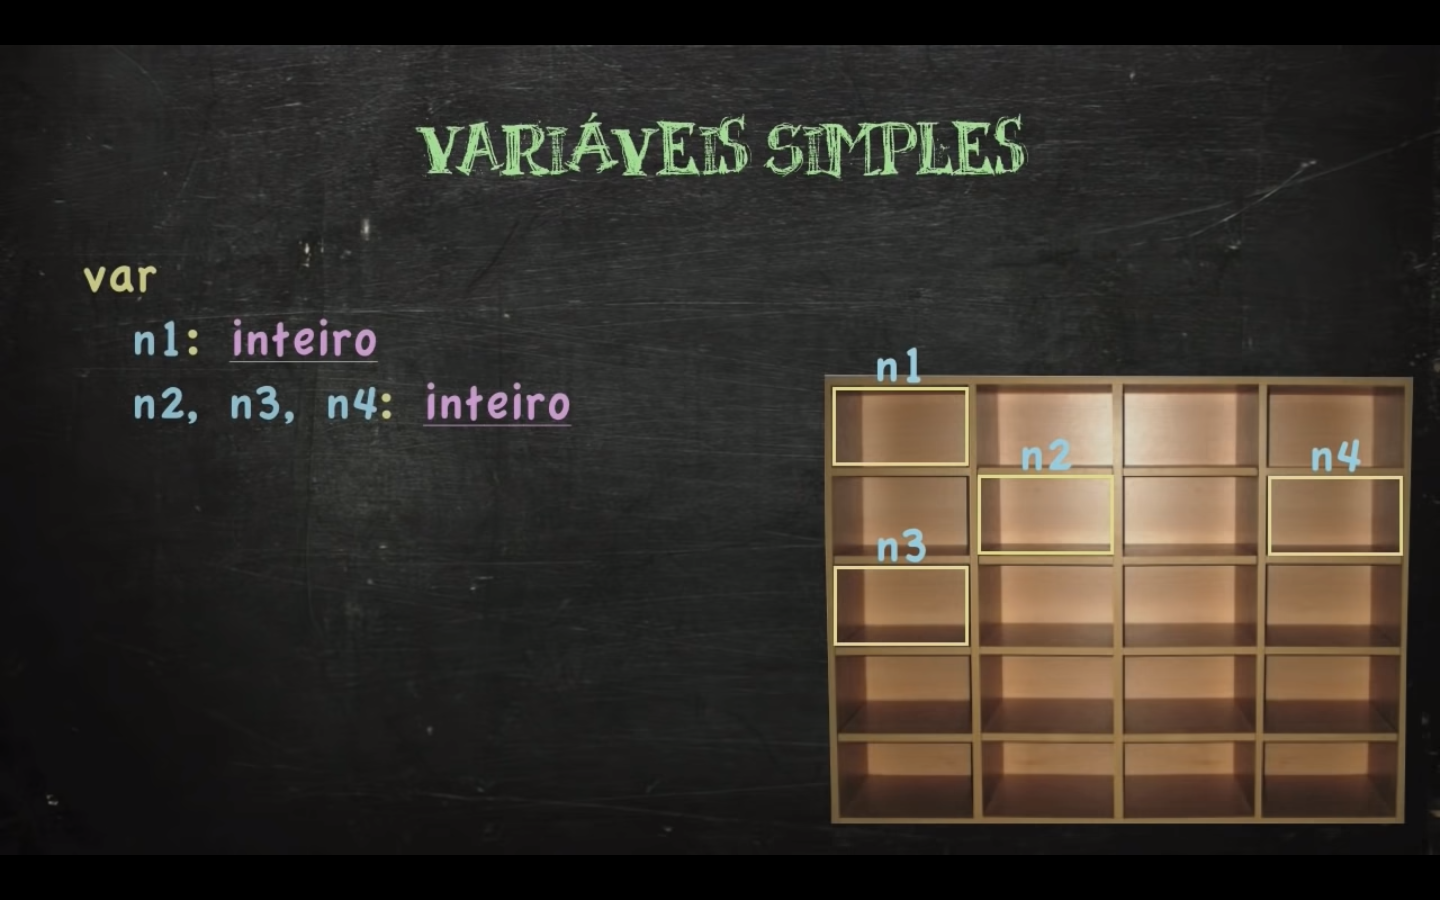 VARIÁVEIS SIMPLES
var
n1: inteiro
n2, n3, n4: inteiro
n1
n2
n4
n3